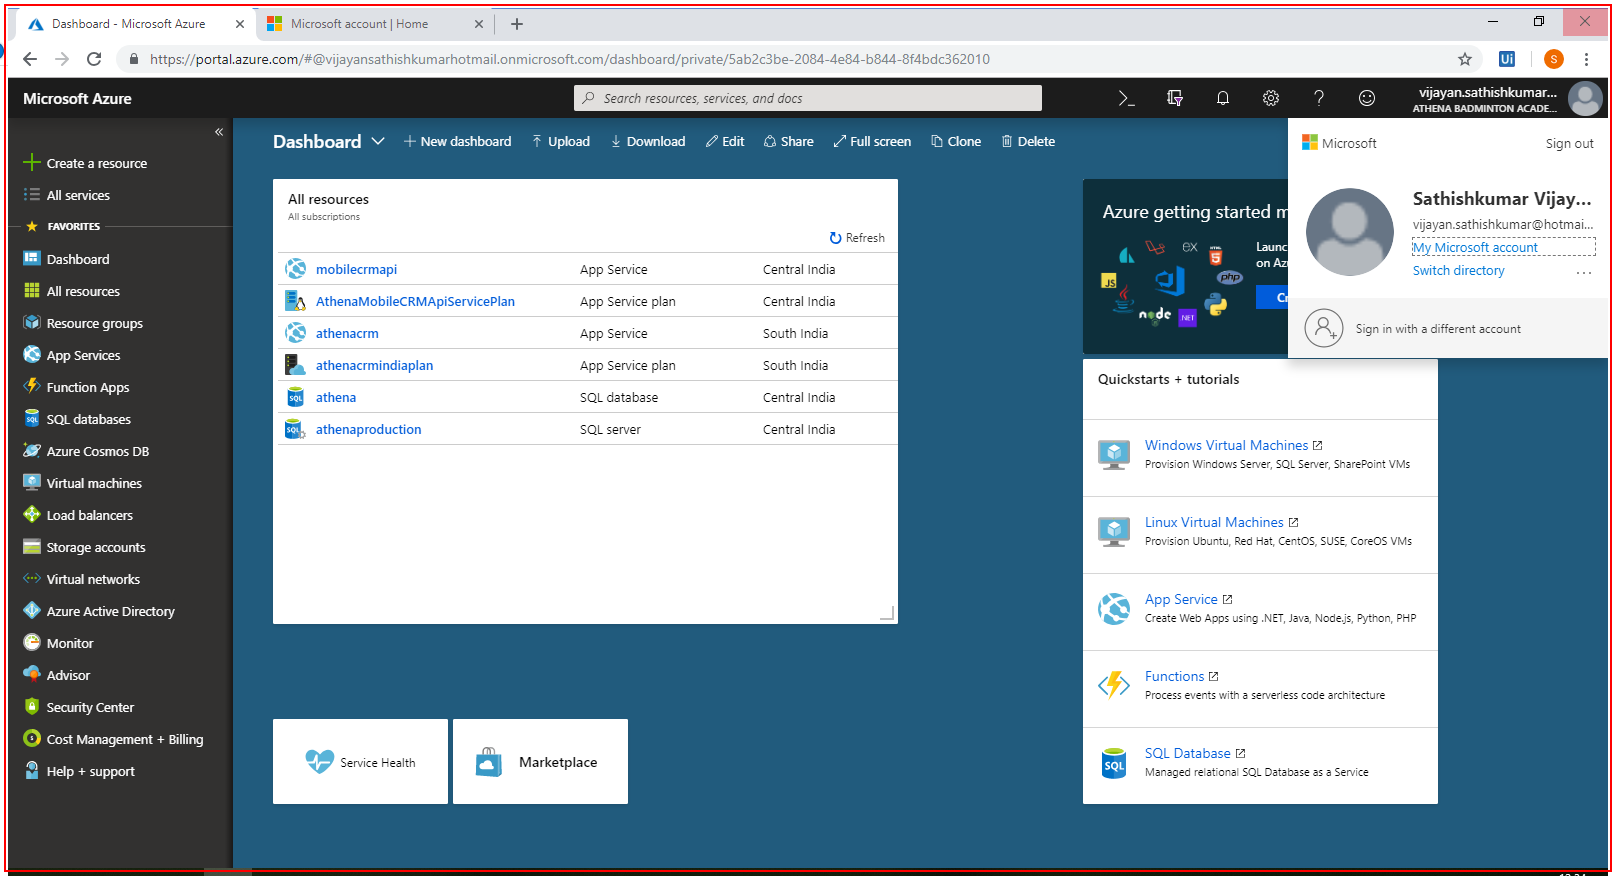 Dashboard - Microsoft Azure
Microsoft account | Home
https://portal.azure.com/#@vijayansathishkumarhotmail.onmicrosoft.com/dashboard/private/5ab2c3be-2084-4e84-b844-8f4bdc362010
Ui
S
Microsoft Azure
Search resources, services, and docs
vijayan.sathishkumar...
ATHENA BADMINTON ACADE...
Create a resource
All services
FAVORITES
Dashboard
All resources
Resource groups
App Services
Function Apps
SQL databases
Azure Cosmos DB
Virtual machines
Load balancers
Storage accounts
Virtual networks
Azure Active Directory
Monitor
Advisor
Security Center
Cost Management + Billing
Help + support
Dashboard
New dashboard
Upload
Download
Edit
Share
Full screen
Clone
Delete
All resources
All subscriptions
Refresh
mobilecrmapi App Service Central India
AthenaMobileCRMApiServicePlan App Service plan Central India
athenacrm App Service South India
athenacrmindiaplan App Service plan South India
athena SQL database Central India
athenaproduction SQL server Central India
Service Health
Marketplace
Azure getting started m
EX
HTML
JS
php
node
.NET
Launc
on Az
Cr
Microsoft
Sign out
Sathishkumar Vijay...
vijayan.sathishkumar@hotmai...
My Microsoft account
Switch directory
...
Sign in with a different account
Quickstarts + tutorials
Windows Virtual Machines
Provision Windows Server, SQL Server, SharePoint VMs
Linux Virtual Machines
Provision Ubuntu, Red Hat, CentOS, SUSE, CoreOS VMs
App Service
Create Web Apps using .NET, Java, Node.js, Python, PHP
Functions
Process events with a serverless code architecture
SQL
SQL Database
Managed relational SQL Database as a Service